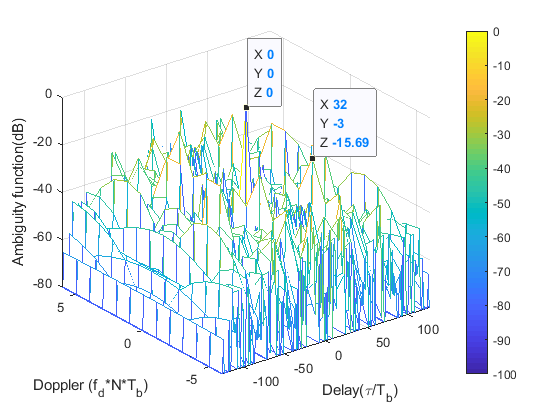 X 0
Y 0
Z 0
X 32
Y -3
Z -15.69
0
-20
-40
-60
-80
Ambiguity function(dB)
5
0
-5
Doppler (f_d*N*T_b)
-100
-50
0
50
100
Delay(τ/T_b)
0
-10
-20
-30
-40
-50
-60
-70
-80
-90
-100